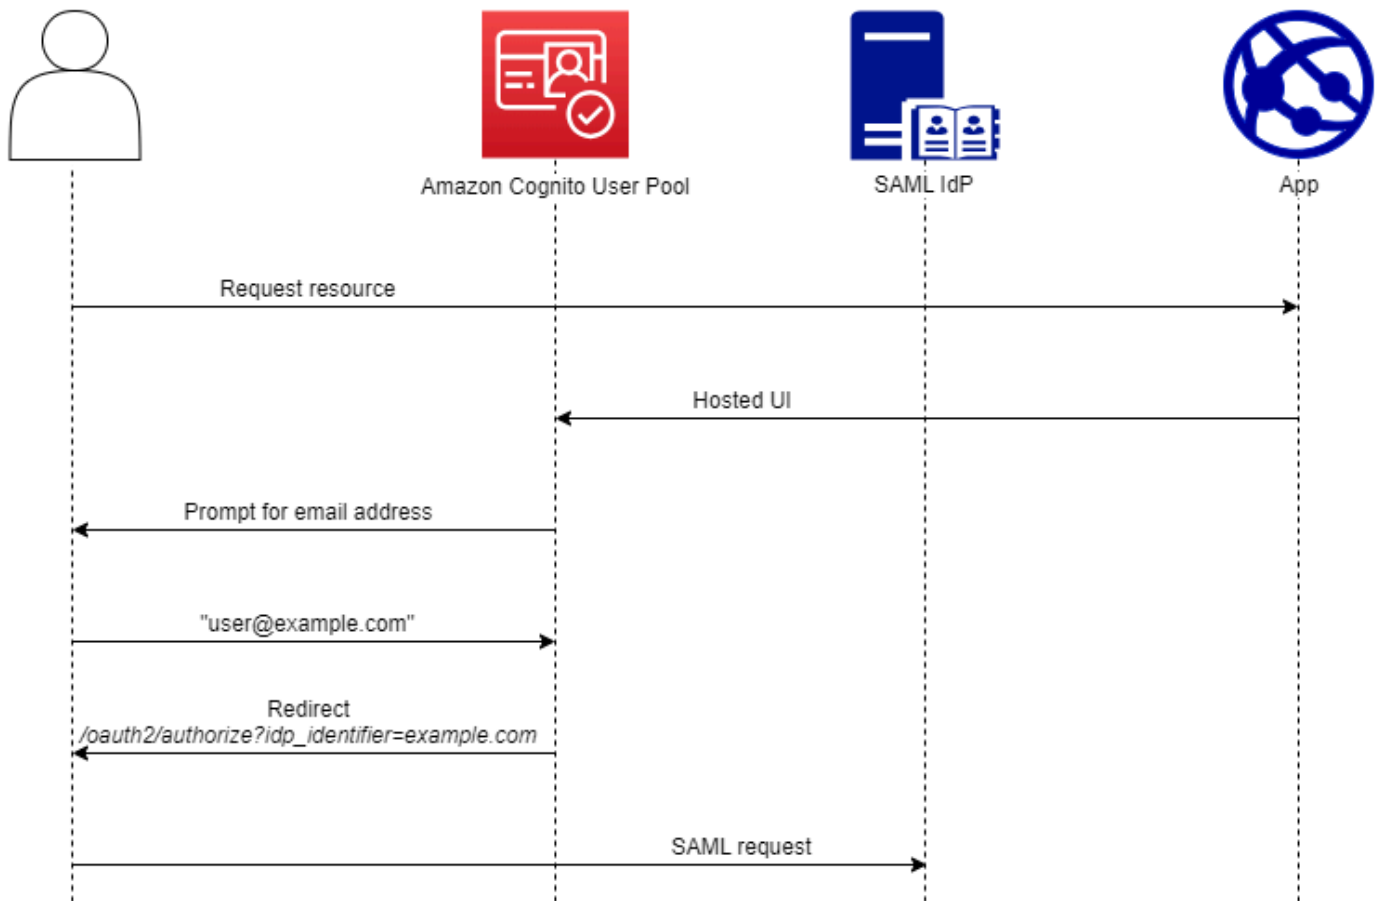 Amazon Cognito User Pool
SAML IdP
App
Request resource
Hosted UI
Prompt for email address
"user@example.com"
Redirect
/oauth2/authorize?idp_identifier=example.com
SAML request